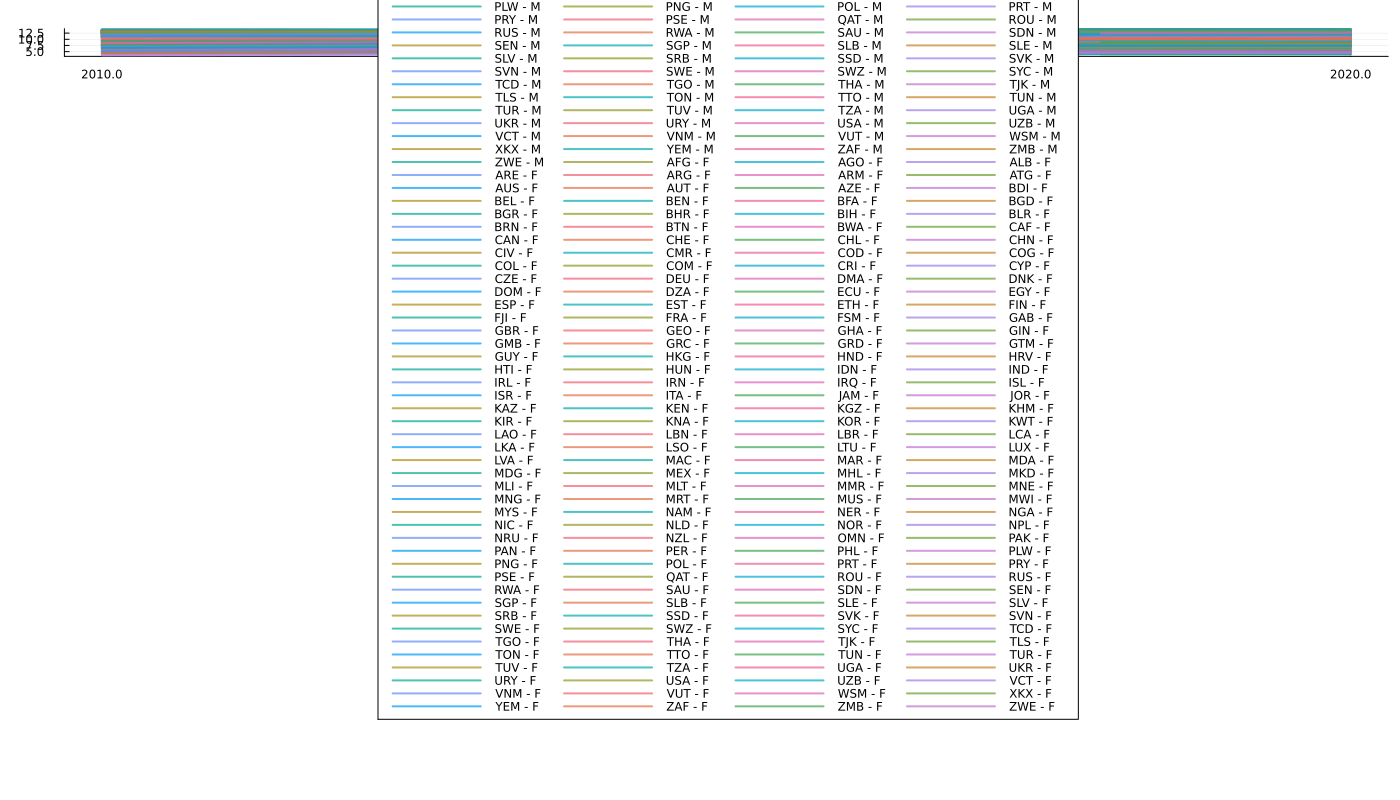 PLW - M PNG - M POL - M PRT - M
PRY - M PSE - M QAT - M ROU - M
12.5 RUS - M RWA - M SAU - M SDN - M
10.0
7.5 SEN - M SGP - M SLB - M SLE - M
5.0
SLV - M SRB - M SSD - M SVK - M
2010.0 SVN - M SWE - M SWZ - M SYC - M 2020.0
TCD - M TGO - M THA - M TJK - M
TLS - M TON - M TTO - M TUN - M
TUR - M TUV - M TZA - M UGA - M
UKR - M URY - M USA - M UZB - M
VCT - M VNM - M VUT - M WSM - M
XKX - M YEM - M ZAF - M ZMB - M
ZWE - M AFG - F AGO - F ALB - F
ARE - F ARG - F ARM - F ATG - F
AUS - F AUT - F AZE - F BDI - F
BEL - F BEN - F BFA - F BGD - F
BGR - F BHR - F BIH - F BLR - F
BRN - F BTN - F BWA - F CAF - F
CAN - F CHE - F CHL - F CHN - F
CIV - F CMR - F COD - F COG - F
COL - F COM - F CRI - F CYP - F
CZE - F DEU - F DMA - F DNK - F
DOM - F DZA - F ECU - F EGY - F
ESP - F EST - F ETH - F FIN - F
FJI - F FRA - F FSM - F GAB - F
GBR - F GEO - F GHA - F GIN - F
GMB - F GRC - F GRD - F GTM - F
GUY - F HKG - F HND - F HRV - F
HTI - F HUN - F IDN - F IND - F
IRL - F IRN - F IRQ - F ISL - F
ISR - F ITA - F JAM - F JOR - F
KAZ - F KEN - F KGZ - F KHM - F
KIR - F KNA - F KOR - F KWT - F
LAO - F LBN - F LBR - F LCA - F
LKA - F LSO - F LTU - F LUX - F
LVA - F MAC - F MAR - F MDA - F
MDG - F MEX - F MHL - F MKD - F
MLI - F MLT - F MMR - F MNE - F
MNG - F MRT - F MUS - F MWI - F
MYS - F NAM - F NER - F NGA - F
NIC - F NLD - F NOR - F NPL - F
NRU - F NZL - F OMN - F PAK - F
PAN - F PER - F PHL - F PLW - F
PNG - F POL - F PRT - F PRY - F
PSE - F QAT - F ROU - F RUS - F
RWA - F SAU - F SDN - F SEN - F
SGP - F SLB - F SLE - F SLV - F
SRB - F SSD - F SVK - F SVN - F
SWE - F SWZ - F SYC - F TCD - F
TGO - F THA - F TJK - F TLS - F
TON - F TTO - F TUN - F TUR - F
TUV - F TZA - F UGA - F UKR - F
URY - F USA - F UZB - F VCT - F
VNM - F VUT - F WSM - F XKX - F
YEM - F ZAF - F ZMB - F ZWE - F